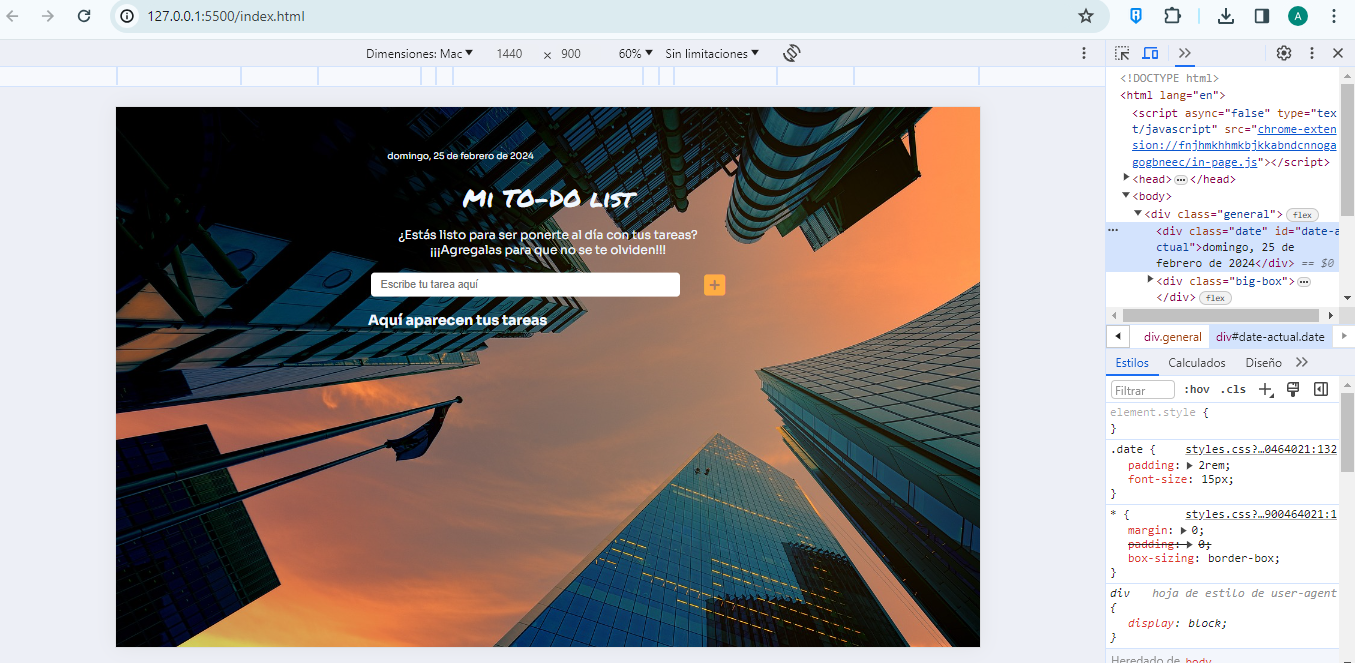 127.0.0.1:5500/index.html
A
Dimensiones: Mac 1440 × 900 60% Sin limitaciones
domingo, 25 de febrero de 2024
Mi TO-DO list
¿Estás listo para ser ponerte al día con tus tareas?
¡¡¡Agregalas para que no se te olviden!!!
Escribe tu tarea aquí
+
Aquí aparecen tus tareas
<!DOCTYPE html>
<html lang="en">
<script async="false" type="tex
t/javascript" src="chrome-exten
sion://fnjhmkhhmkbjkkabndcnnoga
gogbneec/in-page.js"></script>
<head>…</head>
<body>
<div class="general"> flex
<div class="date" id="date-a
ctual">domingo, 25 de
febrero de 2024</div> == $0
<div class="big-box">…
</div> flex
div.general div#date-actual.date
Estilos Calculados Diseño
Filtrar :hov .cls
element.style {
}
.date { styles.css?…0464021:132
padding: 2rem;
font-size: 15px;
}
* { styles.css?…900464021:1
margin: 0;
padding: 0;
box-sizing: border-box;
}
div hoja de estilo de user-agent
{
display: block;
}
Heredado de body